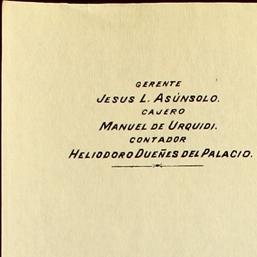 GERENTE
JESUS L. ASÚNSOLO.
CAJERO
MANUEL DE URQUIDI.
CONTADOR
HELIODORO DUEÑES DEL PALACIO.